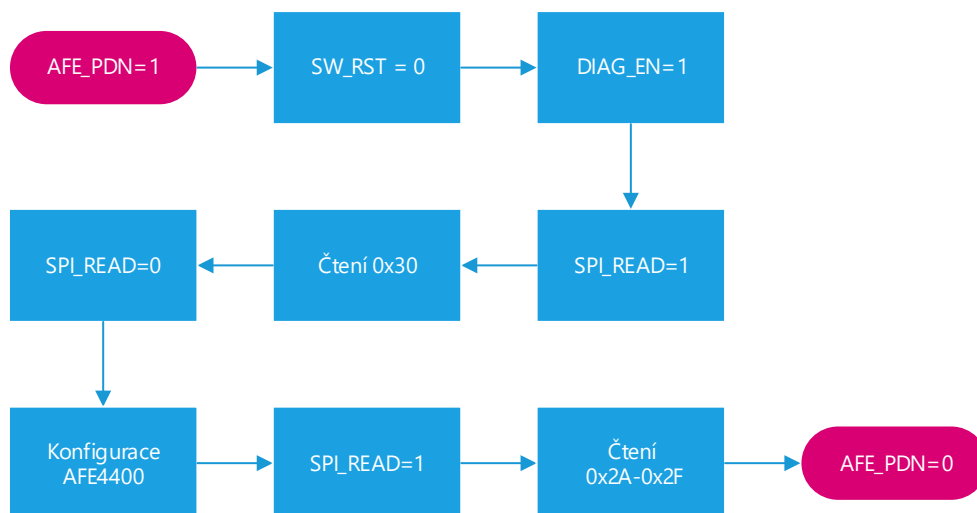 AFE_PDN=1
SW_RST = 0
DIAG_EN=1
SPI_READ=1
Čtení 0x30
SPI_READ=0
Konfigurace
AFE4400
SPI_READ=1
Čtení
0x2A-0x2F
AFE_PDN=0